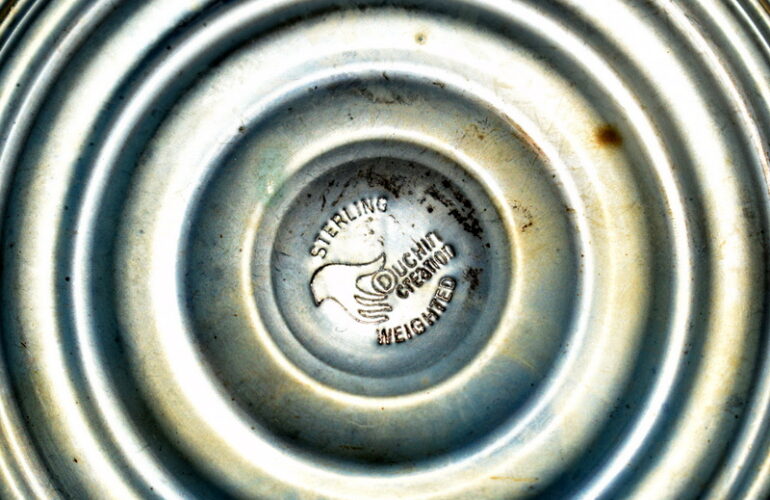 STERLING
DUCHIN
CREATION
WEIGHTED